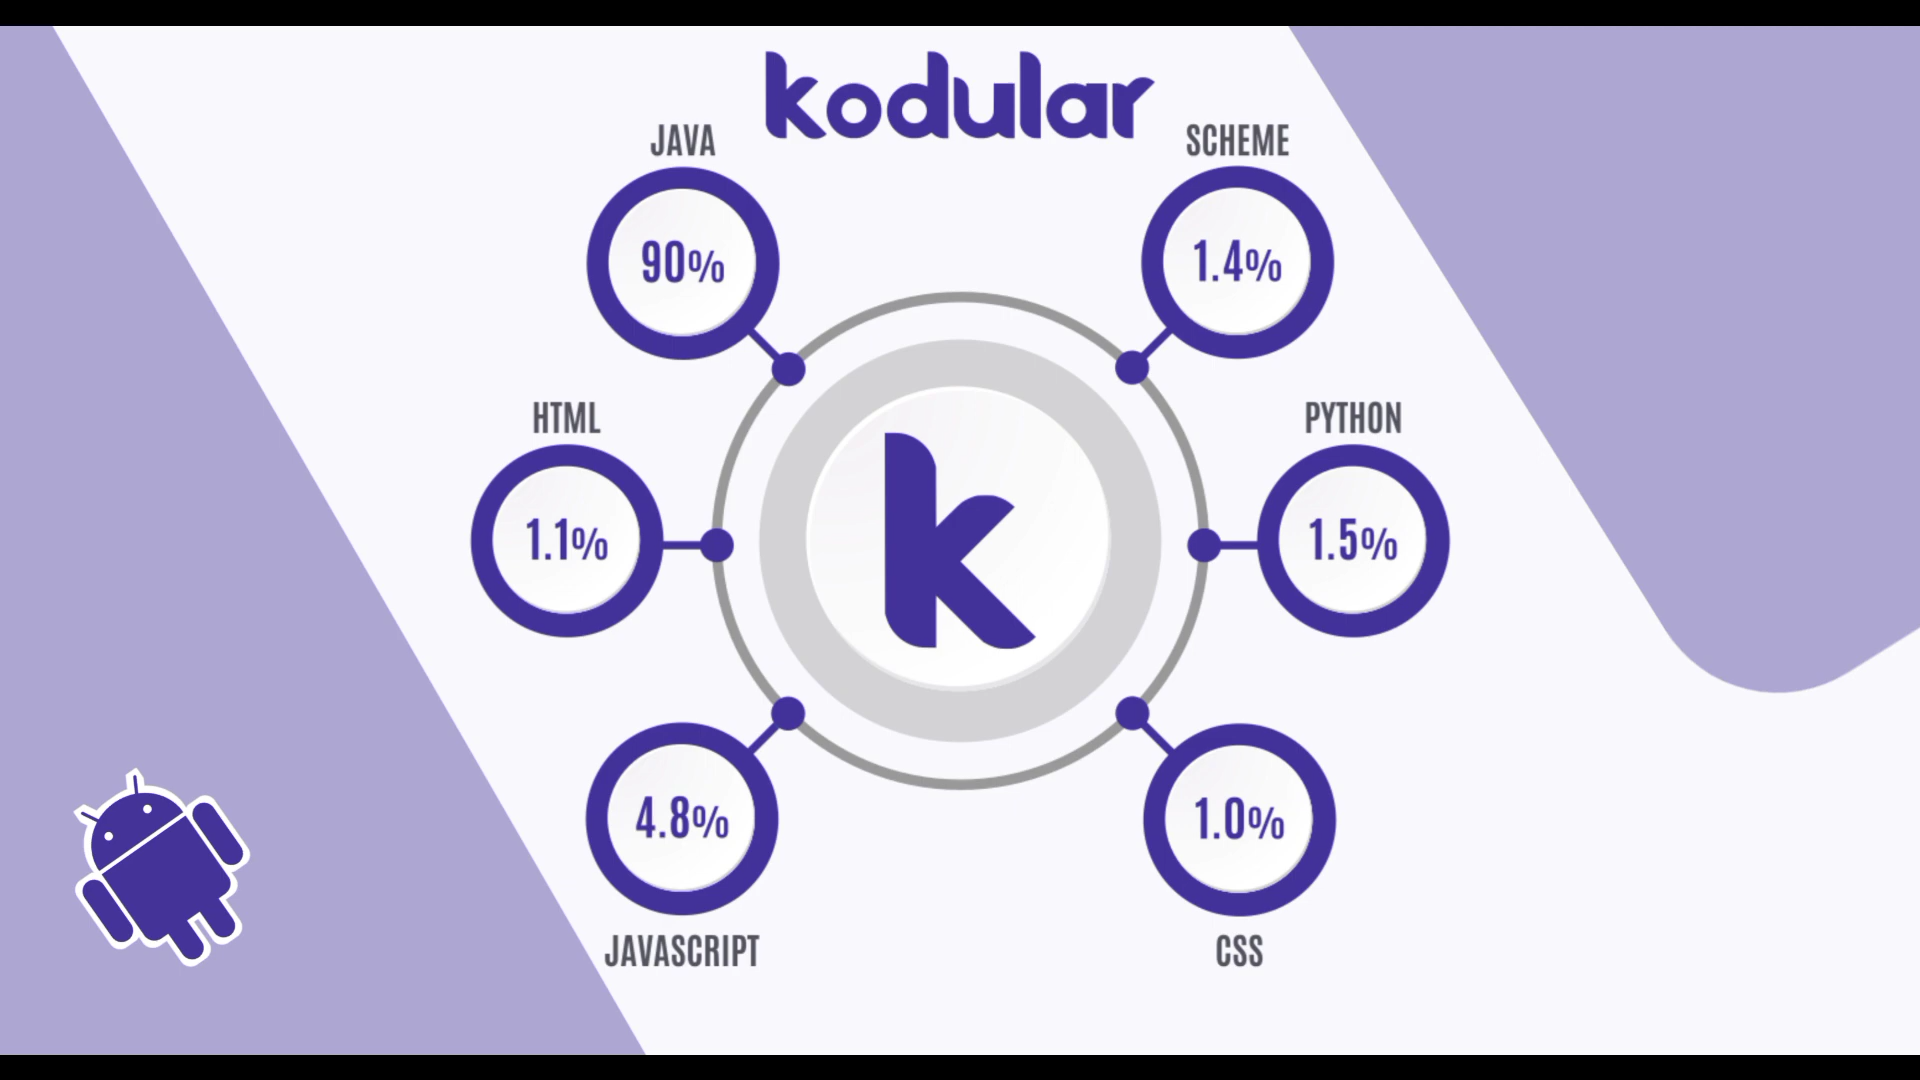 kodular
JAVA
90%
SCHEME
1.4%
HTML
1.1%
PYTHON
1.5%
k
4.8%
JAVASCRIPT
1.0%
CSS